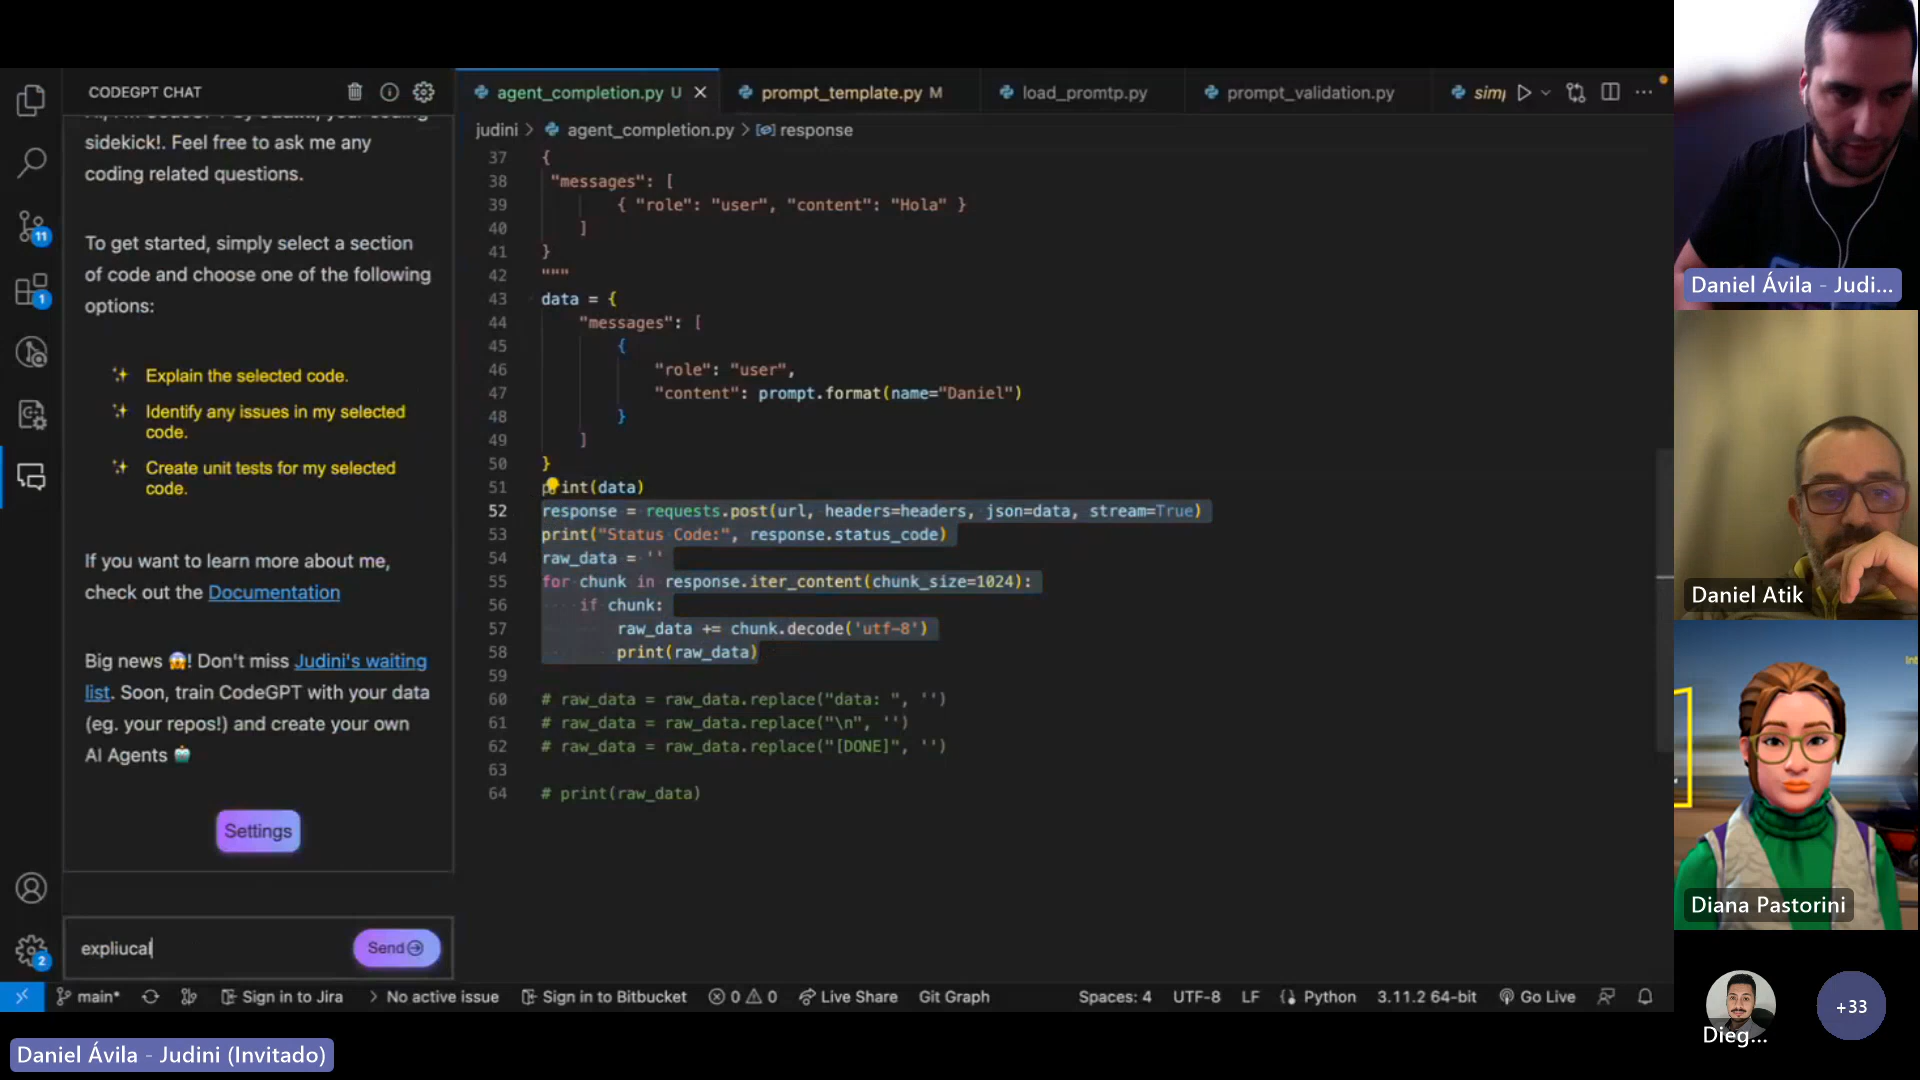 CODEGPT CHAT
sidekick!. Feel free to ask me any
coding related questions.
To get started, simply select a section
of code and choose one of the following
options:
Explain the selected code.
Identify any issues in my selected
code.
Create unit tests for my selected
code.
If you want to learn more about me,
check out the Documentation
Big news 😱! Don't miss Judini's waiting
list. Soon, train CodeGPT with your data
(eg. your repos!) and create your own
AI Agents 🤖
Settings
expliucal
Send
agent_completion.py U
prompt_template.py M
load_promtp.py
prompt_validation.py
judini > agent_completion.py > response
37 {
38 "messages": [
39 { "role": "user", "content": "Hola" }
40 ]
41 }
42 """
43 data = {
44 "messages": [
45 {
46 "role": "user",
47 "content": prompt.format(name="Daniel")
48 }
49 ]
50 }
51 print(data)
52 response = requests.post(url, headers=headers, json=data, stream=True)
53 print("Status Code:", response.status_code)
54 raw_data = ''
55 for chunk in response.iter_content(chunk_size=1024):
56 if chunk:
57 raw_data += chunk.decode('utf-8')
58 print(raw_data)
59
60 # raw_data = raw_data.replace("data: ", '')
61 # raw_data = raw_data.replace("\n", '')
62 # raw_data = raw_data.replace("[DONE]", '')
63
64 # print(raw_data)
11
1
2
main* Sign in to Jira No active issue Sign in to Bitbucket 0 0 Live Share Git Graph Spaces: 4 UTF-8 LF Python 3.11.2 64-bit Go Live
Daniel Ávila - Judini (Invitado)
Daniel Ávila - Judi...
Daniel Atik
Diana Pastorini
Dieg...
+33